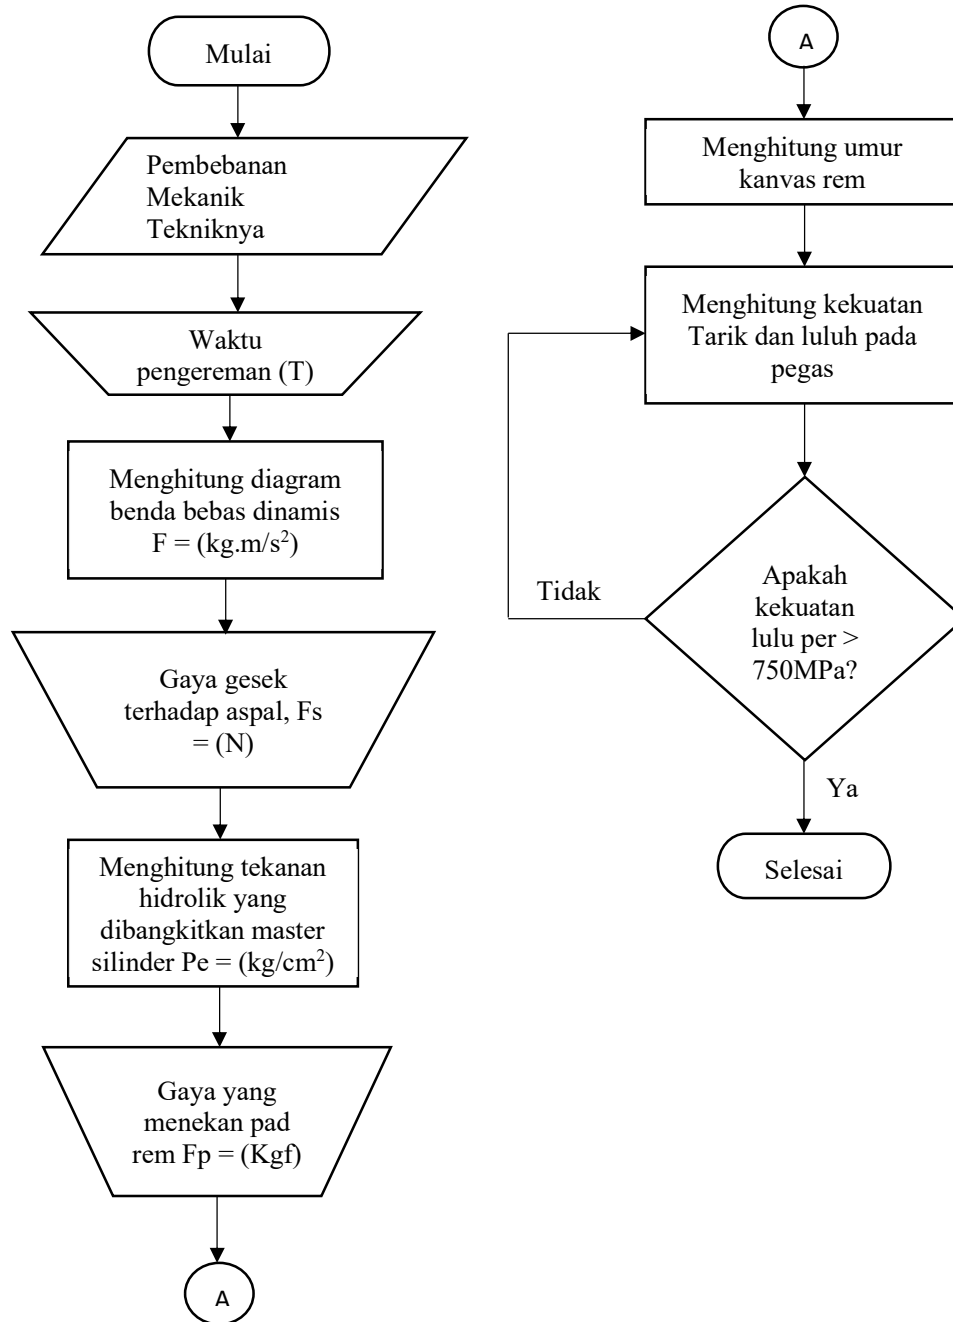 Mulai
Pembebanan
Mekanik
Tekniknya
Waktu
pengereman (T)
Menghitung diagram
benda bebas dinamis
F = (kg.m/s²)
Gaya gesek
terhadap aspal, Fs
= (N)
Menghitung tekanan
hidrolik yang
dibangkitkan master
silinder Pe = (kg/cm²)
Gaya yang
menekan pad
rem Fp = (Kgf)
A
A
Menghitung umur
kanvas rem
Menghitung kekuatan
Tarik dan luluh pada
pegas
Tidak
Apakah
kekuatan
lulu per >
750MPa?
Ya
Selesai